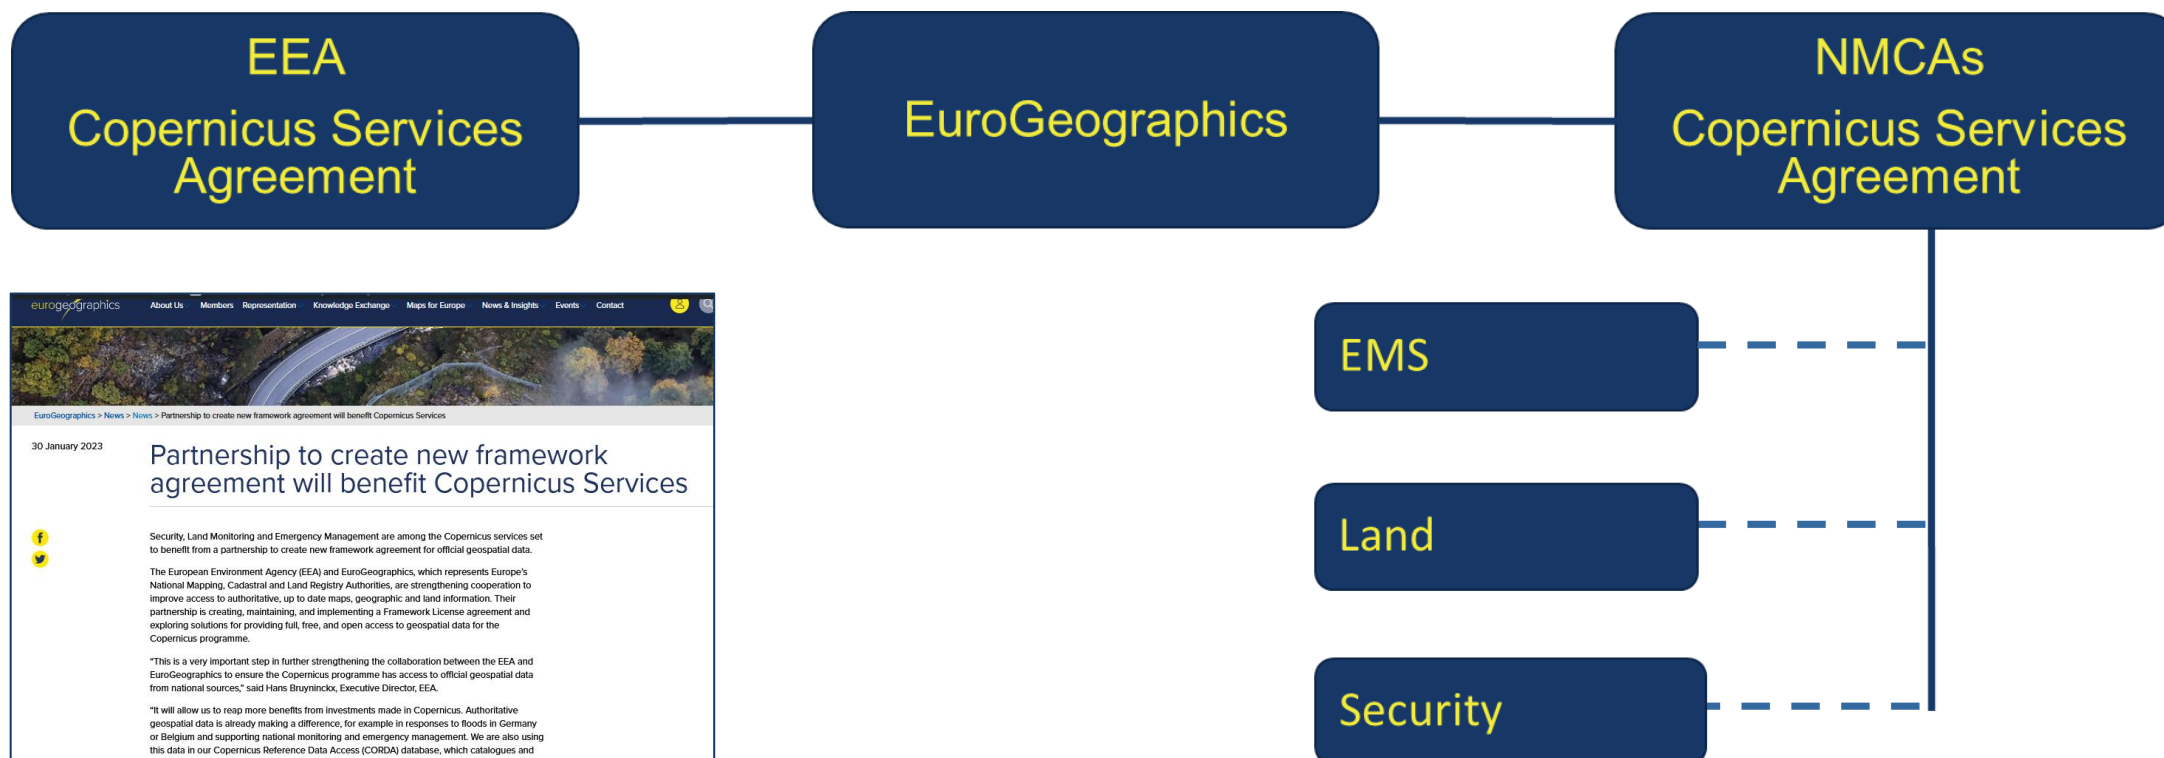 EEA
Copernicus Services
Agreement
EuroGeographics
NMCAs
Copernicus Services
Agreement
eurogeographics
About Us Members Representation Knowledge Exchange Maps for Europe News & Insights Events Contact
EuroGeographics > News > News > Partnership to create new framework agreement will benefit Copernicus Services
30 January 2023
Partnership to create new framework
agreement will benefit Copernicus Services
Security, Land Monitoring and Emergency Management are among the Copernicus services set
to benefit from a partnership to create new framework agreement for official geospatial data.
The European Environment Agency (EEA) and EuroGeographics, which represents Europe's
National Mapping, Cadastral and Land Registry Authorities, are strengthening cooperation to
improve access to authoritative, up to date maps, geographic and land information. Their
partnership is creating, maintaining, and implementing a Framework License agreement and
exploring solutions for providing full, free, and open access to geospatial data for the
Copernicus programme.
"This is a very important step in further strengthening the collaboration between the EEA and
EuroGeographics to ensure the Copernicus programme has access to official geospatial data
from national sources," said Hans Bruyninckx, Executive Director, EEA.
"It will allow us to reap more benefits from investments made in Copernicus. Authoritative
geospatial data is already making a difference, for example in responses to floods in Germany
or Belgium and supporting national monitoring and emergency management. We are also using
this data in our Copernicus Reference Data Access (CORDA) database, which catalogues and
EMS
Land
Security